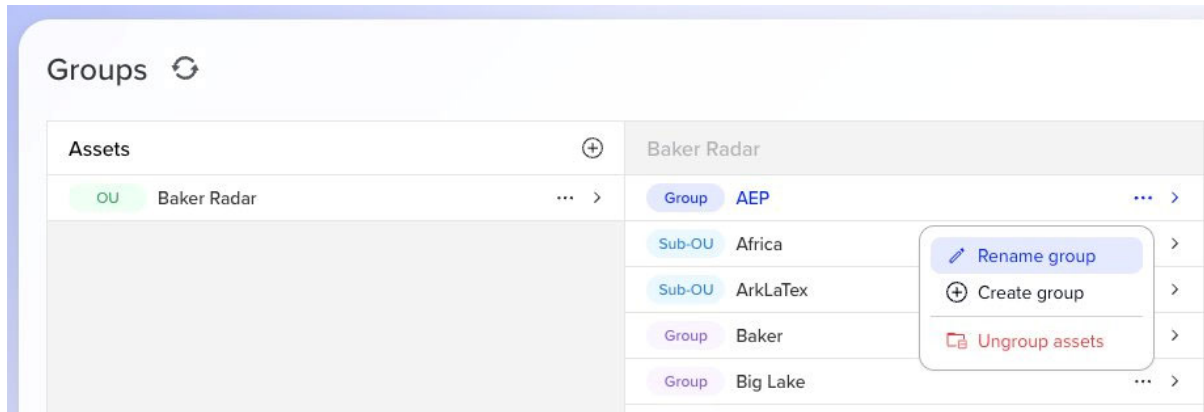 Groups
Assets
Baker Radar
OU Baker Radar
Group AEP
Sub-OU Africa
Sub-OU ArkLaTex
Group Baker
Group Big Lake
Rename group
Create group
Ungroup assets